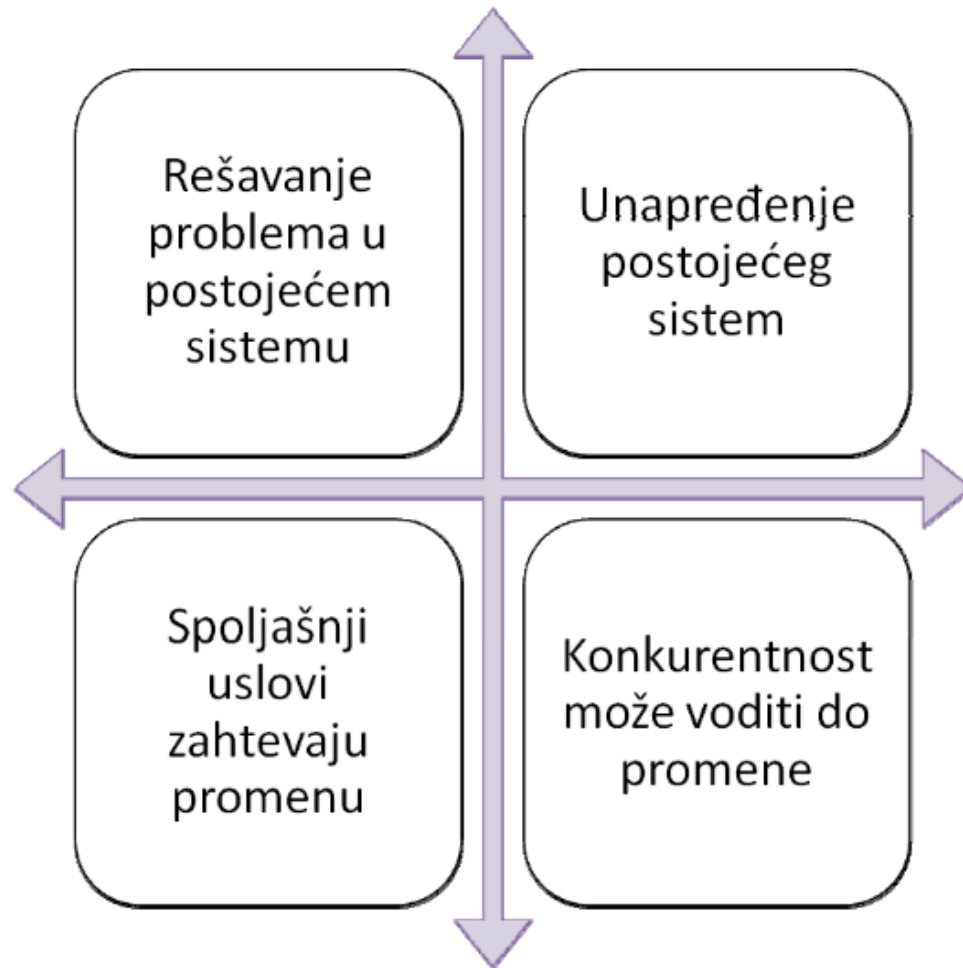 Rešavanje
problema u
postojećem
sistemu
Unapređenje
postojećeg
sistem
Spoljašnji
uslovi
zahtevaju
promenu
Konkurentnost
može voditi do
promene